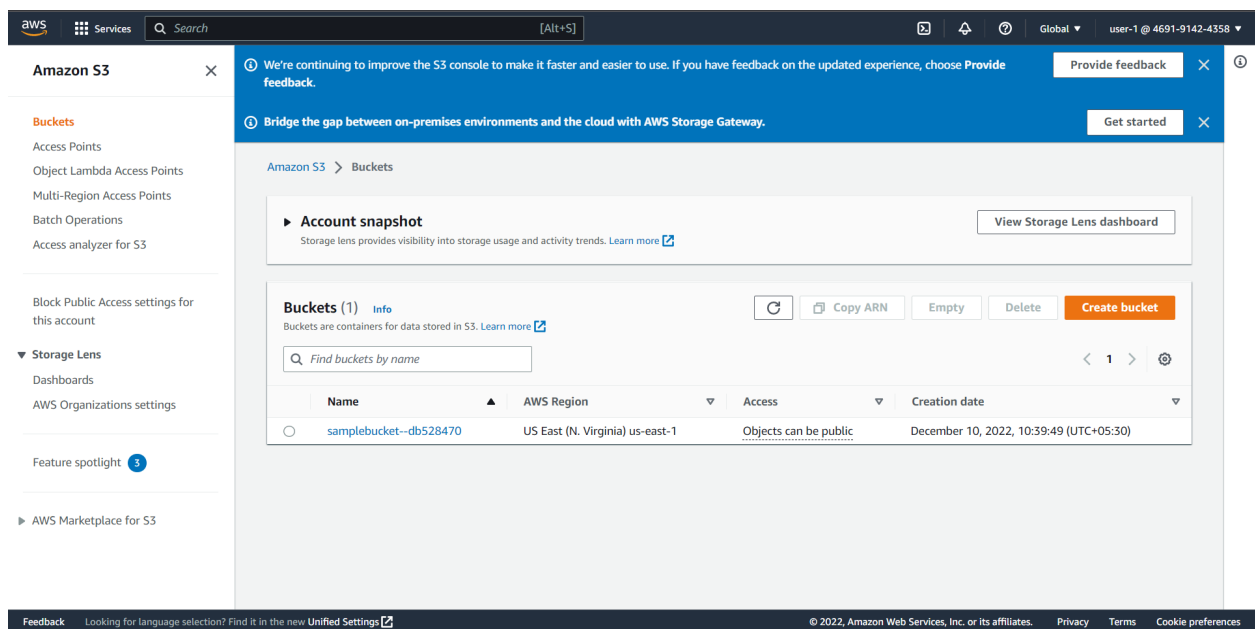 aws Services Search [Alt+S] Global ▼ user-1 @ 4691-9142-4358 ▼
Amazon S3
Buckets
Access Points
Object Lambda Access Points
Multi-Region Access Points
Batch Operations
Access analyzer for S3
Block Public Access settings for
this account
Storage Lens
Dashboards
AWS Organizations settings
Feature spotlight 3
AWS Marketplace for S3
We're continuing to improve the S3 console to make it faster and easier to use. If you have feedback on the updated experience, choose Provide
feedback.
Provide feedback
Bridge the gap between on-premises environments and the cloud with AWS Storage Gateway.
Get started
Amazon S3 > Buckets
Account snapshot
Storage lens provides visibility into storage usage and activity trends. Learn more
View Storage Lens dashboard
Buckets (1) Info
Buckets are containers for data stored in S3. Learn more
Copy ARN Empty Delete Create bucket
Find buckets by name
< 1 >
Name AWS Region Access Creation date
samplebucket--db528470 US East (N. Virginia) us-east-1 Objects can be public December 10, 2022, 10:39:49 (UTC+05:30)
Feedback Looking for language selection? Find it in the new Unified Settings © 2022, Amazon Web Services, Inc. or its affiliates. Privacy Terms Cookie preferences